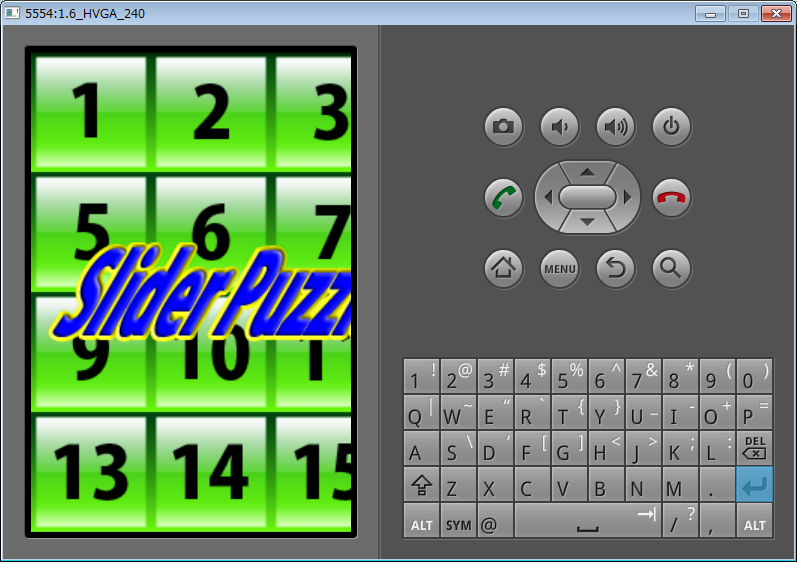 5554:1.6_HVGA_240
1 2 3
5 6 7
Slider Puzz
9 10 1
13 14 15
MENU
1 ! 2 @ 3 # 4 $ 5 % 6 ^ 7 & 8 * 9 ( 0 )
Q | W ~ E “ R ` T { Y } U _ I - O + P =
A S \ D ‘ F [ G ] H < J > K ; L : DEL
Z X C V B N M .
ALT SYM @ / ? , ALT